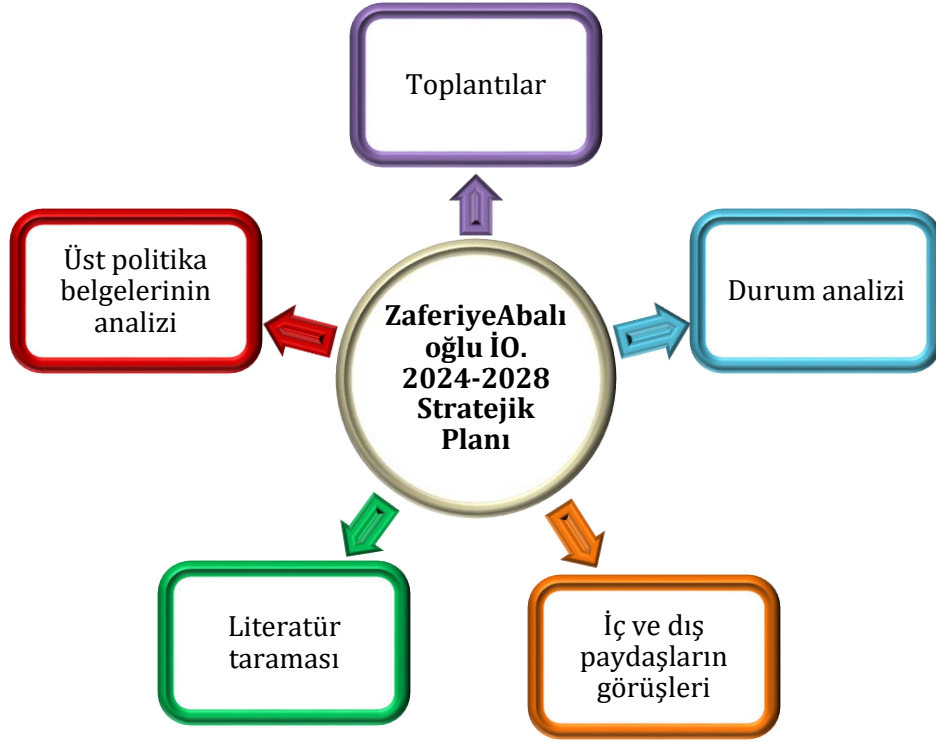 Toplantılar
Üst politika
belgelerinin
analizi
ZaferiyeAbalı
oğlu İO.
2024-2028
Stratejik
Planı
Durum analizi
Literatür
taraması
İç ve dış
paydaşların
görüşleri